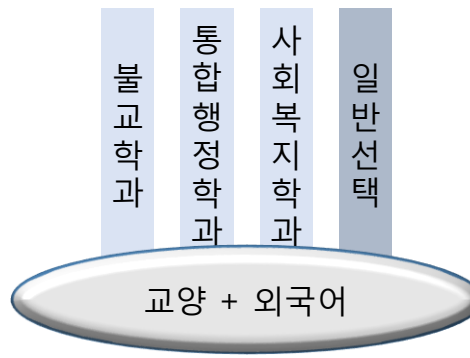 불교학과
통합행정학과
사회복지학과
일반선택
교양 + 외국어